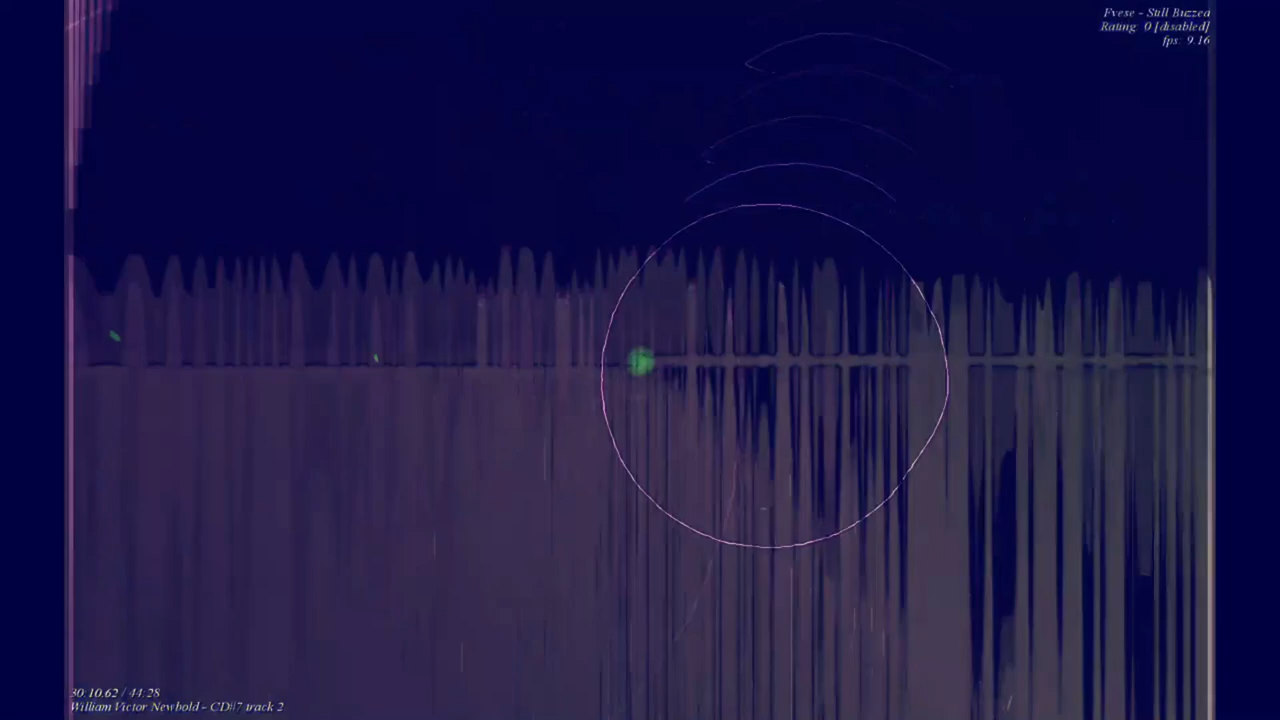 Fvese - Still Buzzed
Rating: 0 [disabled]
fps: 9.16
30:10.62 / 44:28
William Victor Newbold - CD#7 track 2